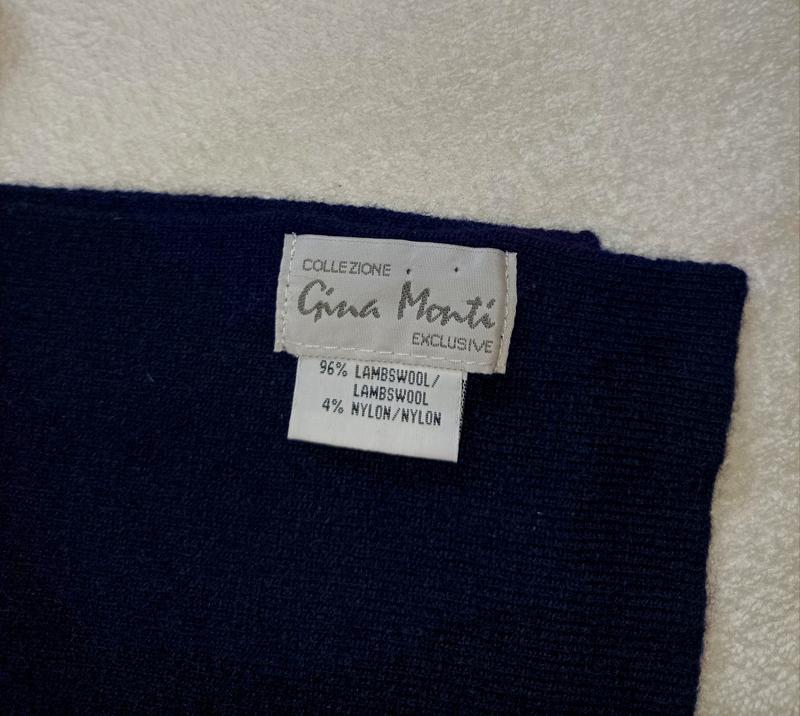 COLLEZIONE
Gina Monti
EXCLUSIVE
96% LAMBSWOOL/
LAMBSWOOL
4% NYLON/NYLON